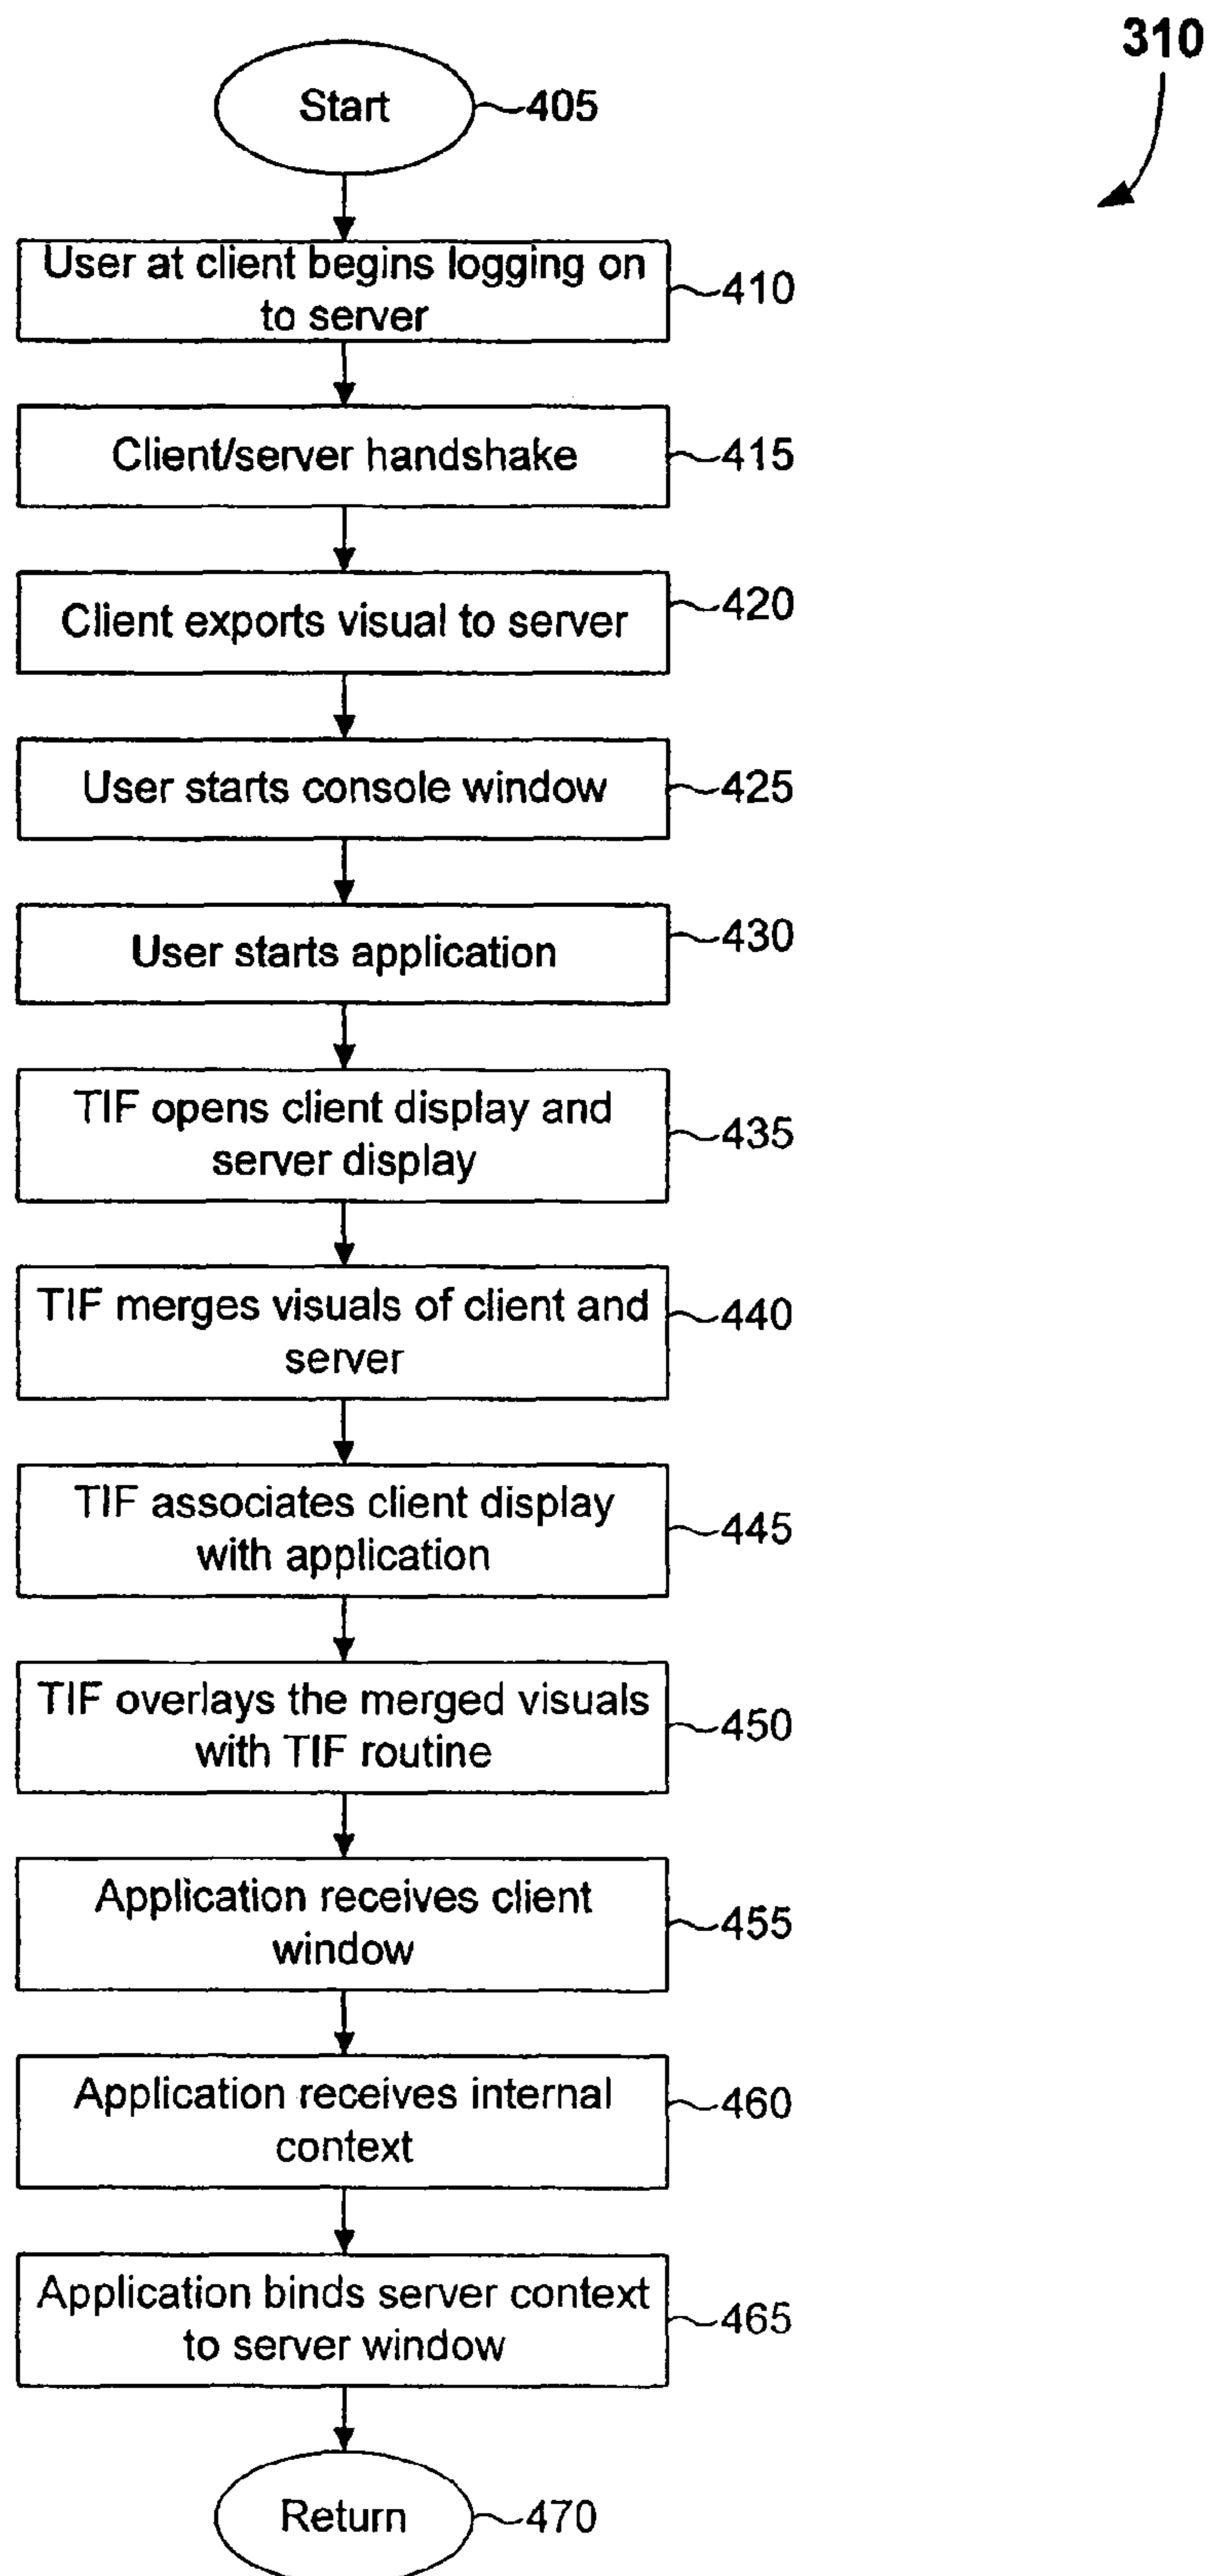 310
Start
405
User at client begins logging on
to server
410
Client/server handshake
415
Client exports visual to server
420
User starts console window
425
User starts application
430
TIF opens client display and
server display
435
TIF merges visuals of client and
server
440
TIF associates client display
with application
445
TIF overlays the merged visuals
with TIF routine
450
Application receives client
window
455
Application receives internal
context
460
Application binds server context
to server window
465
Return
470